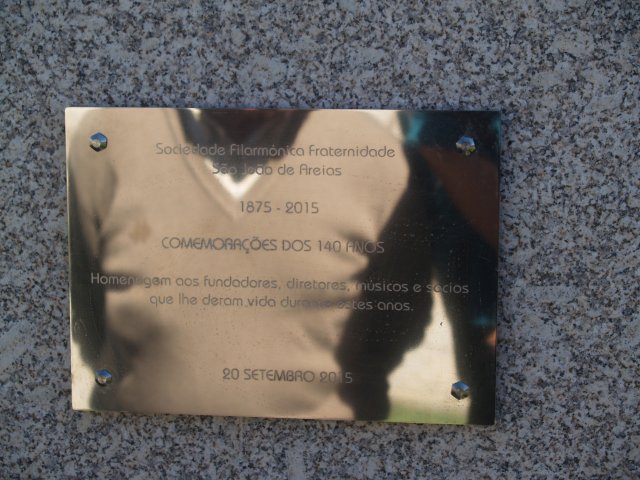 Sociedade Filarmónica Fraternidade
São João de Areias
1875 - 2015
COMEMORAÇÕES DOS 140 ANOS
Homenagem aos fundadores, diretores, músicos e sócios
que lhe deram vida durante estes anos.
20 SETEMBRO 2015